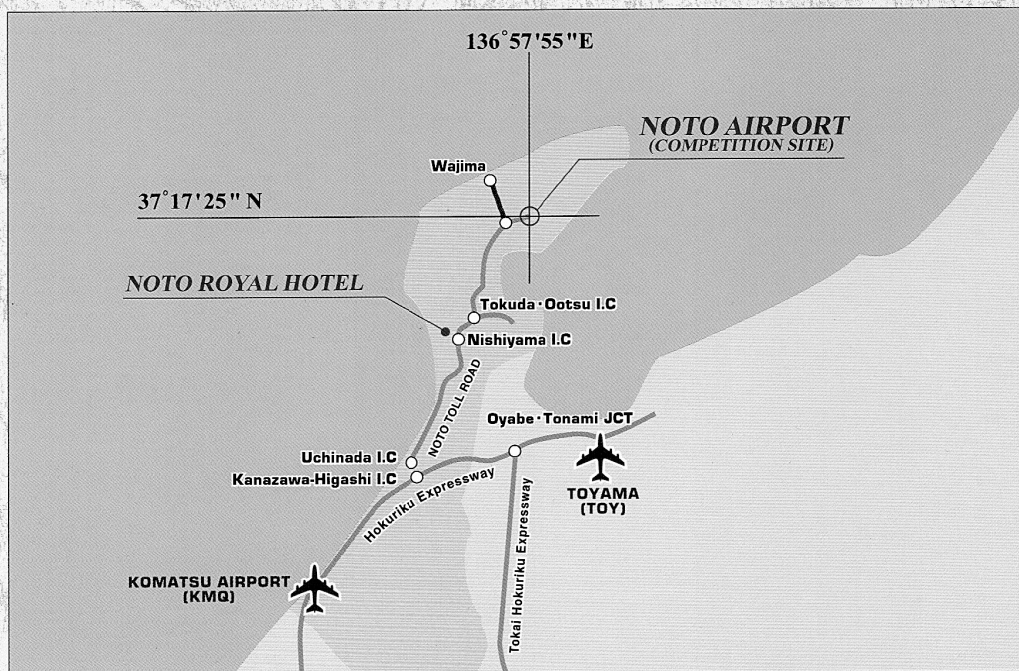 136°57'55"E
NOTO AIRPORT
(COMPETITION SITE)
Wajima
37°17'25" N
NOTO ROYAL HOTEL
Tokuda・Ootsu I.C
Nishiyama I.C
NOTO TOLL ROAD
Oyabe・Tonami JCT
Uchinada I.C
Kanazawa-Higashi I.C
Hokuriku Expressway
TOYAMA
(TOY)
Tokai Hokuriku Expressway
KOMATSU AIRPORT
(KMQ)